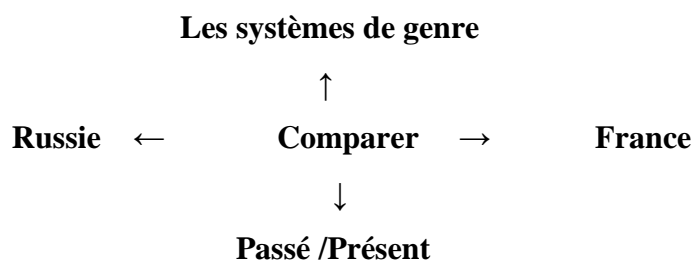 Les systèmes de genre
↑
Russie ← Comparer → France
↓
Passé /Présent